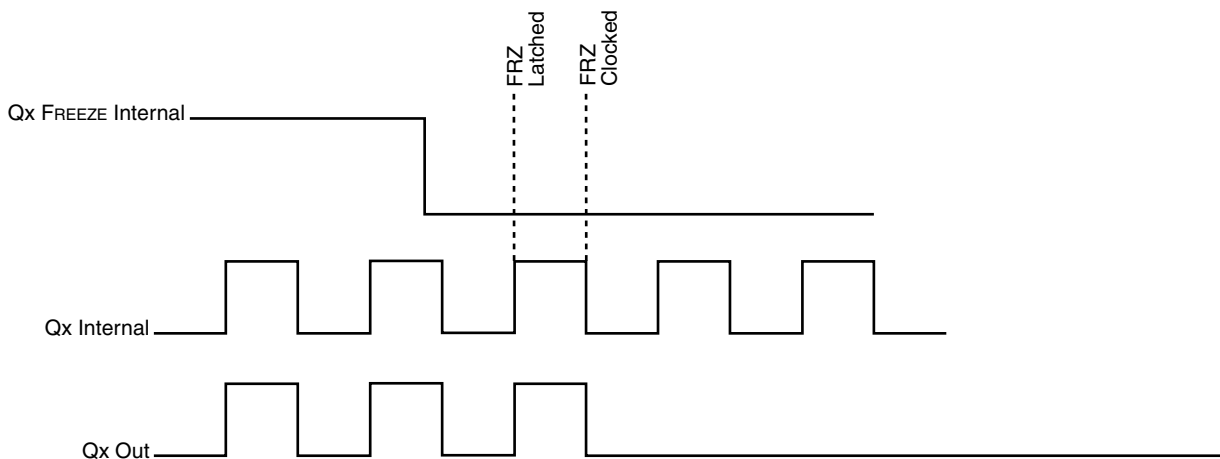 FRZ
Latched
FRZ
Clocked
Qx FREEZE Internal
Qx Internal
Qx Out